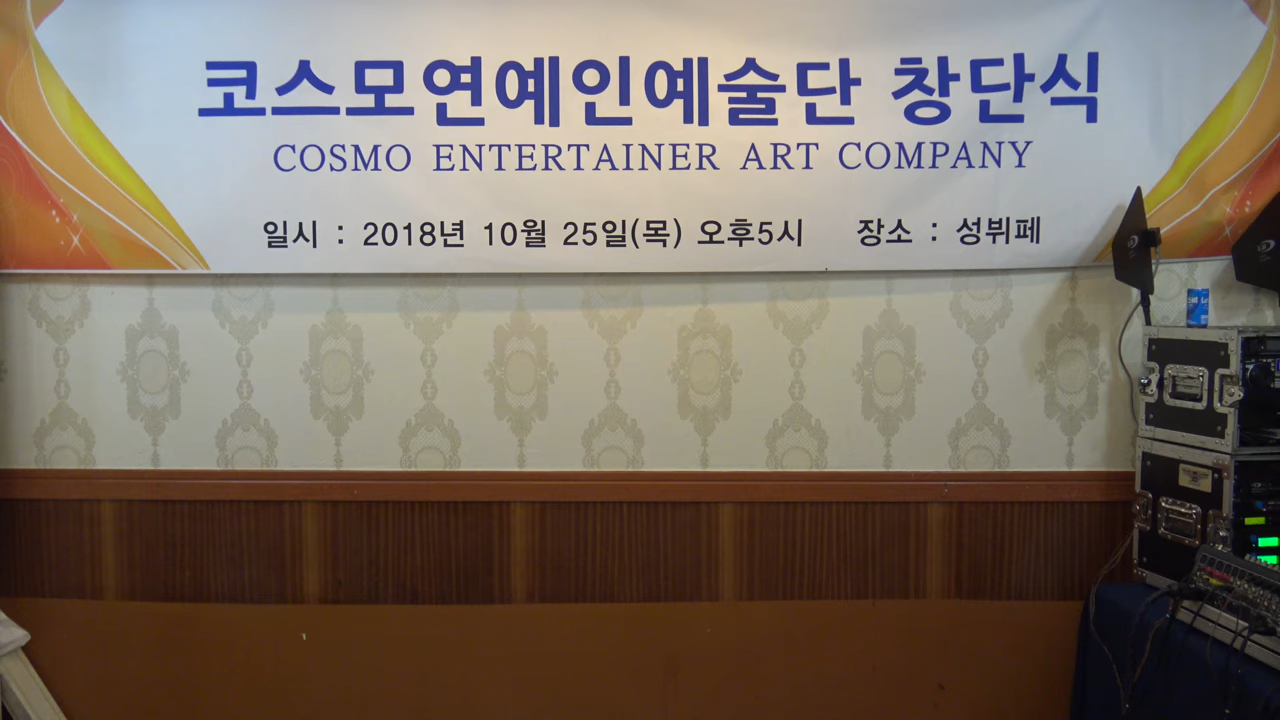 코스모연예인예술단 창단식
COSMO ENTERTAINER ART COMPANY
일시 : 2018년 10월 25일(목) 오후5시 장소 : 성뷔페